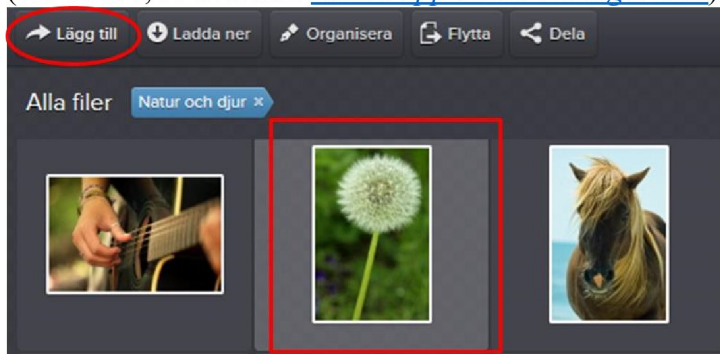 Lägg till Ladda ner Organisera Flytta Dela
Alla filer Natur och djur ×